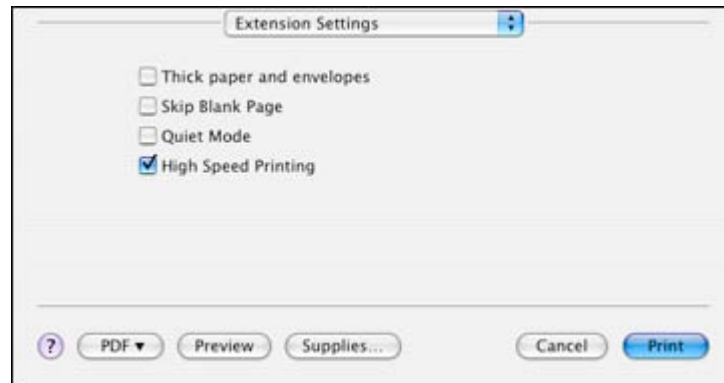 Extension Settings
Thick paper and envelopes
Skip Blank Page
Quiet Mode
High Speed Printing
? PDF▼ Preview Supplies... Cancel Print